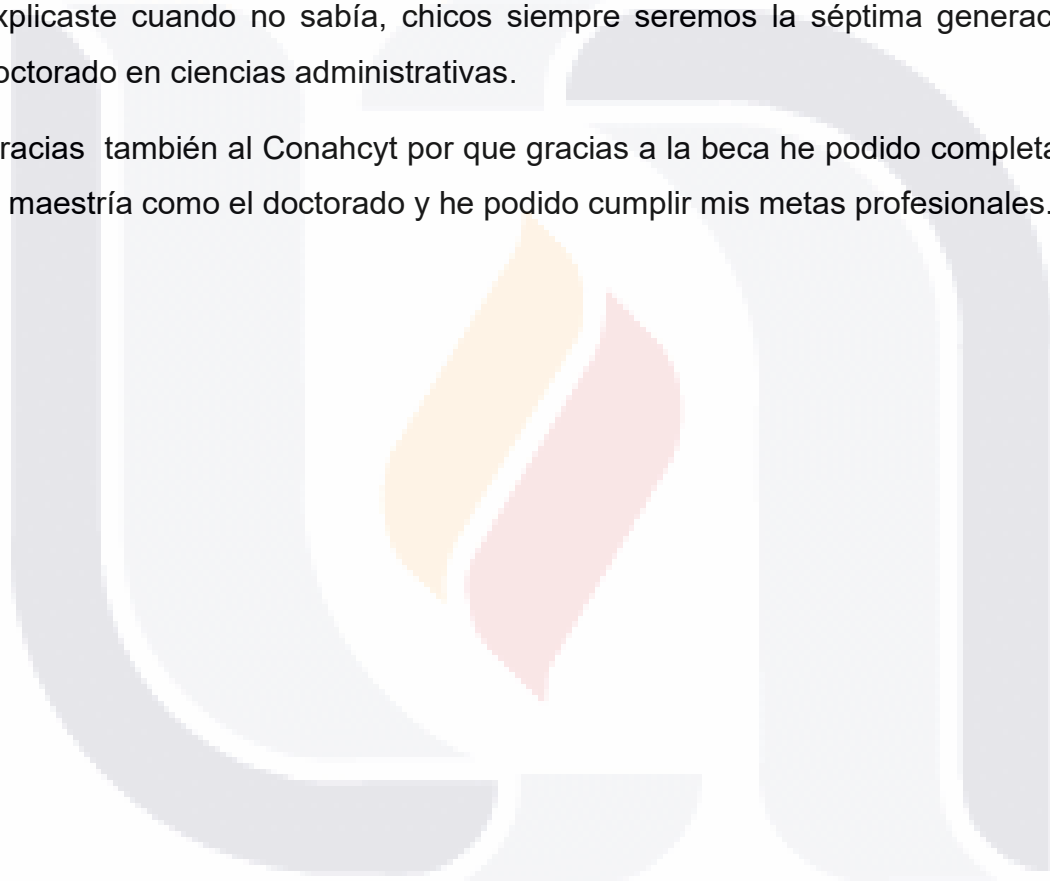 xplicaste cuando no sabía, chicos siempre seremos la séptima generac
octorado en ciencias administrativas.
racias también al Conahcyt por que gracias a la beca he podido completa
maestría como el doctorado y he podido cumplir mis metas profesionales.